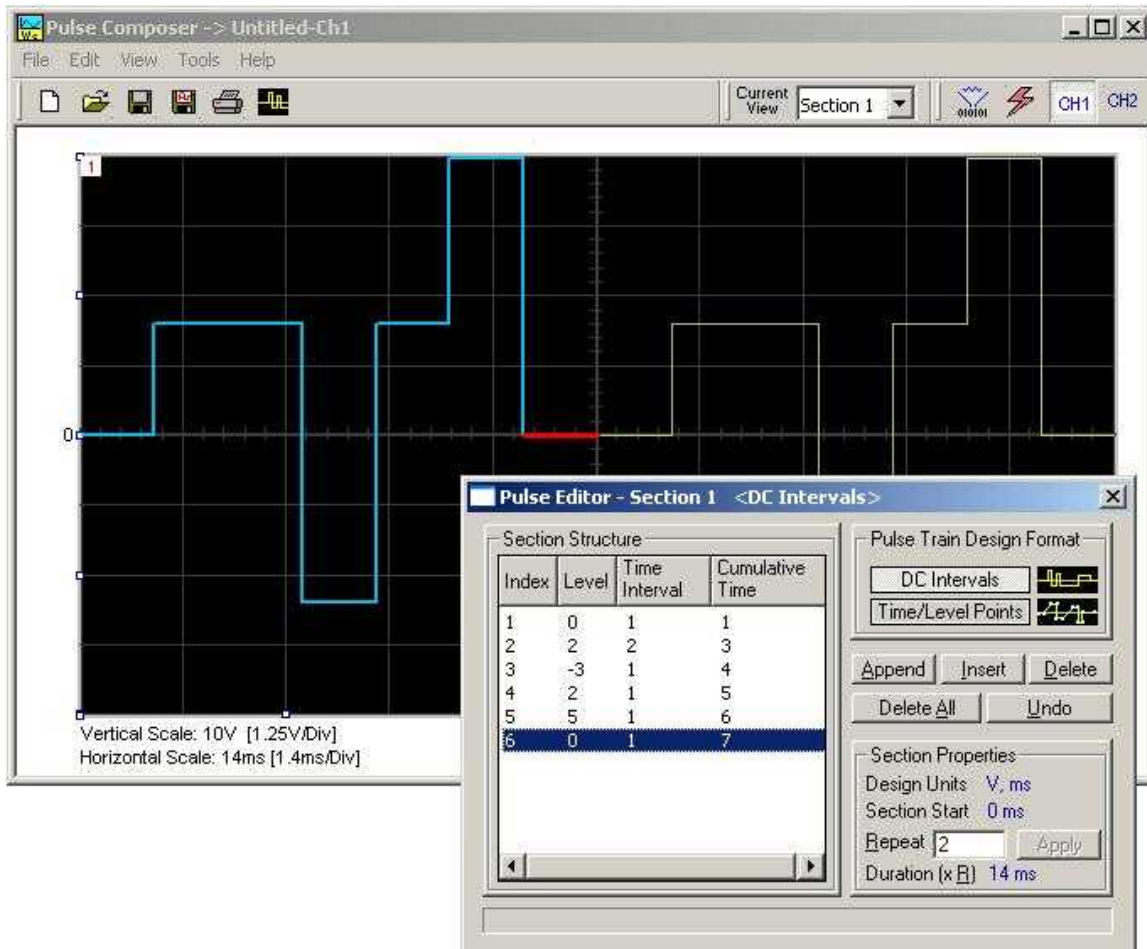 Pulse Composer -> Untitled-Ch1
File Edit View Tools Help
Current View Section 1
010101
CH1 CH2
1
0
Vertical Scale: 10V [1.25V/Div]
Horizontal Scale: 14ms [1.4ms/Div]
Pulse Editor - Section 1 <DC Intervals>
Section Structure
Index Level Time Interval Cumulative Time
1 0 1 1
2 2 2 3
3 -3 1 4
4 2 1 5
5 5 1 6
6 0 1 7
Pulse Train Design Format
DC Intervals
Time/Level Points
Append Insert Delete
Delete All Undo
Section Properties
Design Units V, ms
Section Start 0 ms
Repeat 2 Apply
Duration (x R) 14 ms